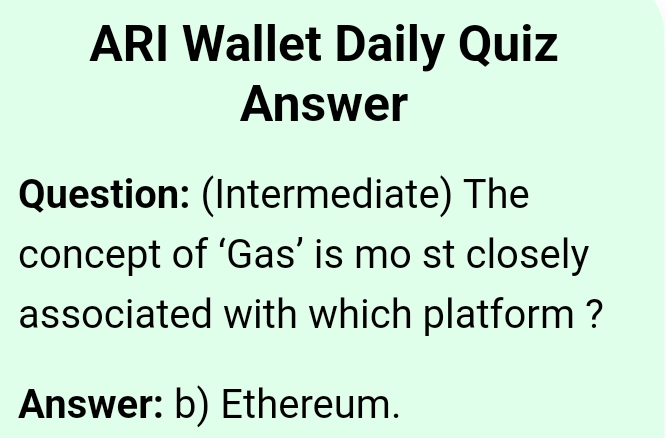 ARI Wallet Daily Quiz
Answer
Question: (Intermediate) The
concept of ‘Gas’ is mo st closely
associated with which platform ?
Answer: b) Ethereum.